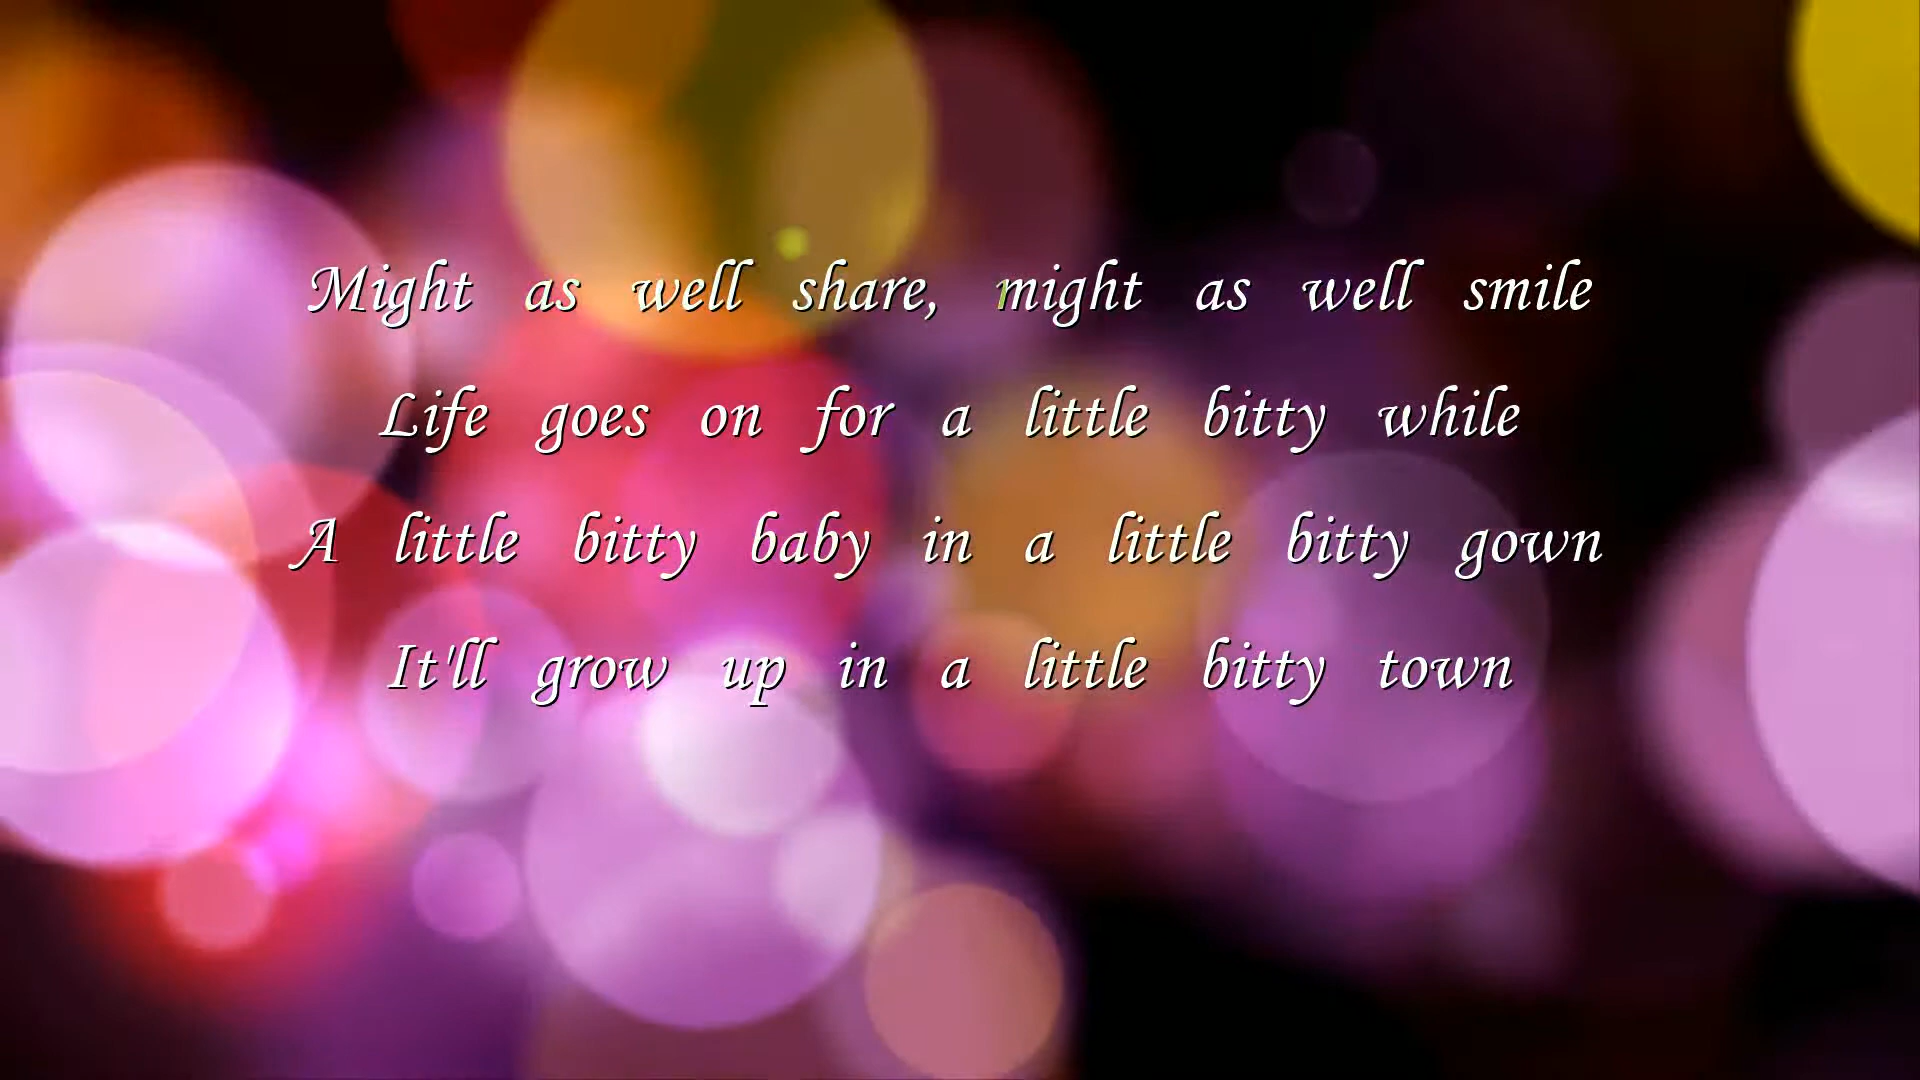 Might as well share, might as well smile
Life goes on for a little bitty while
A little bitty baby in a little bitty gown
It'll grow up in a little bitty town